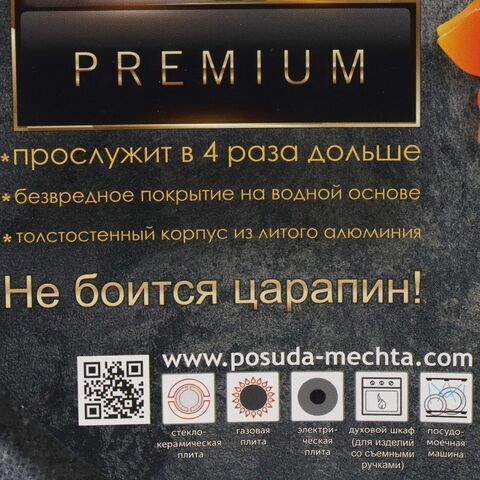 PREMIUM
*прослужит в 4 раза дольше
*безвредное покрытие на водной основе
*толстостенный корпус из литого алюминия
Не боится царапин!
www.posuda-mechta.com
стекло-
керамическая
плита
газовая
плита
электри-
ческая
плита
духовой шкаф
(для изделий
со съемными
ручками)
посудо-
моечная
машина